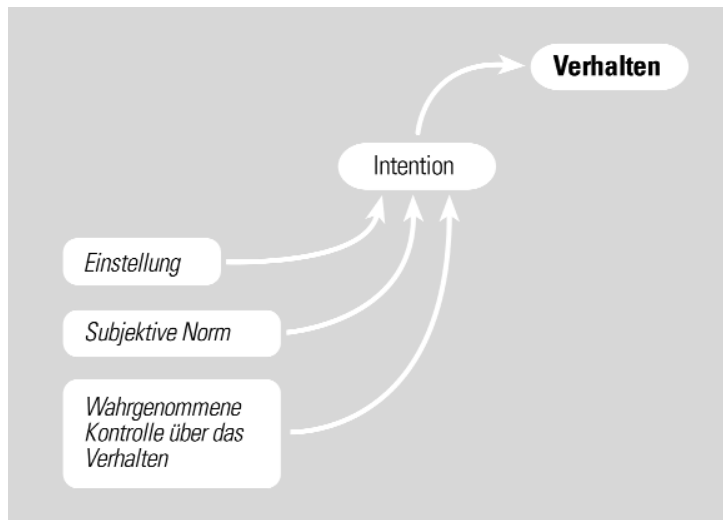 Verhalten
Intention
Einstellung
Subjektive Norm
Wahrgenommene
Kontrolle über das
Verhalten